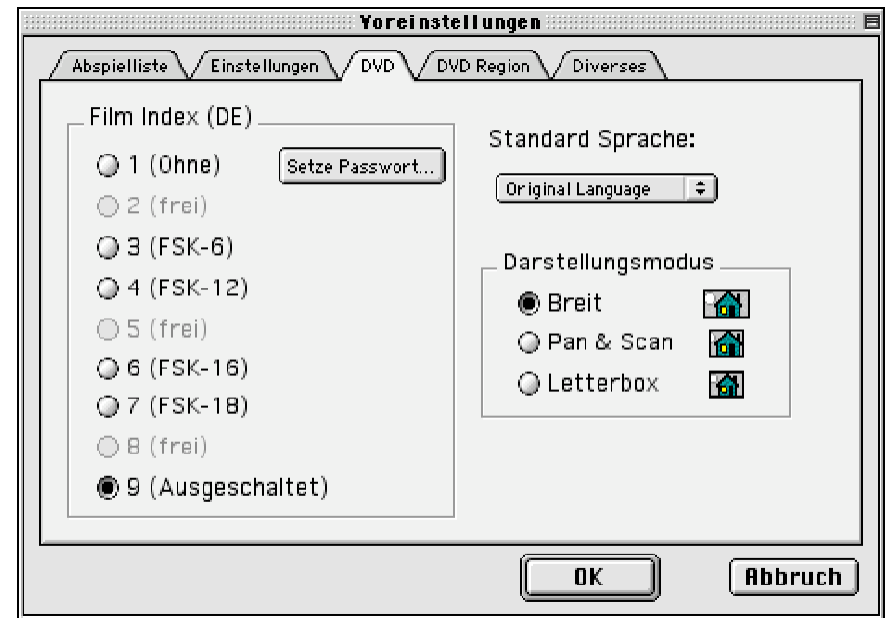 Voreinstellungen
Abspielliste
Einstellungen
DVD
DVD Region
Diverses
Film Index (DE)
1 (Ohne)
Setze Passwort...
2 (frei)
3 (FSK-6)
4 (FSK-12)
5 (frei)
6 (FSK-16)
7 (FSK-18)
8 (frei)
9 (Ausgeschaltet)
Standard Sprache:
Original Language
Darstellungsmodus
Breit
Pan & Scan
Letterbox
OK
Abbruch